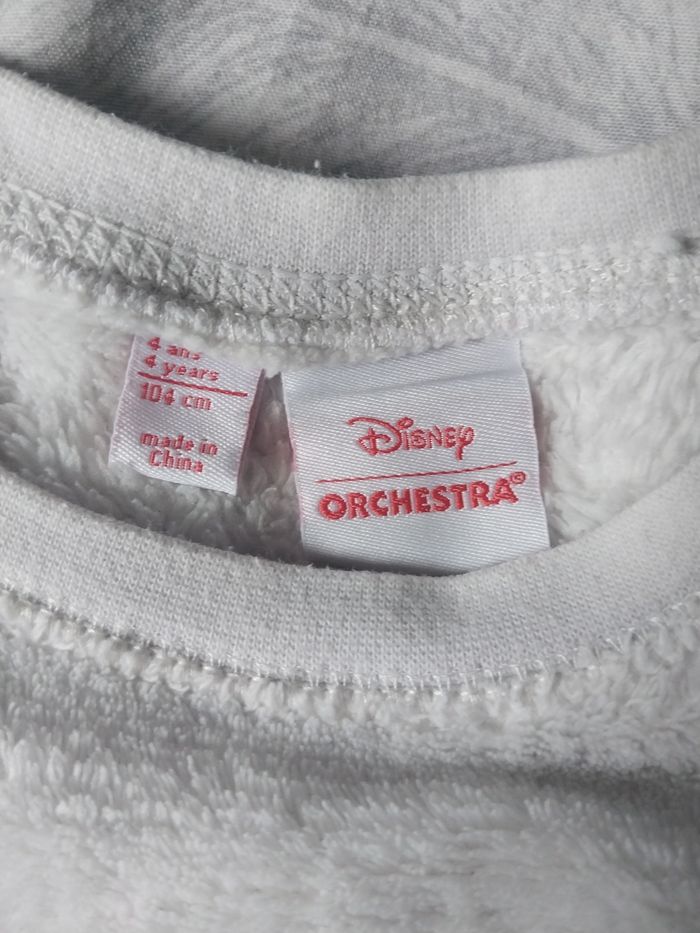 4 ans
4 years
104 cm
made in
China
Disney
ORCHESTRA©